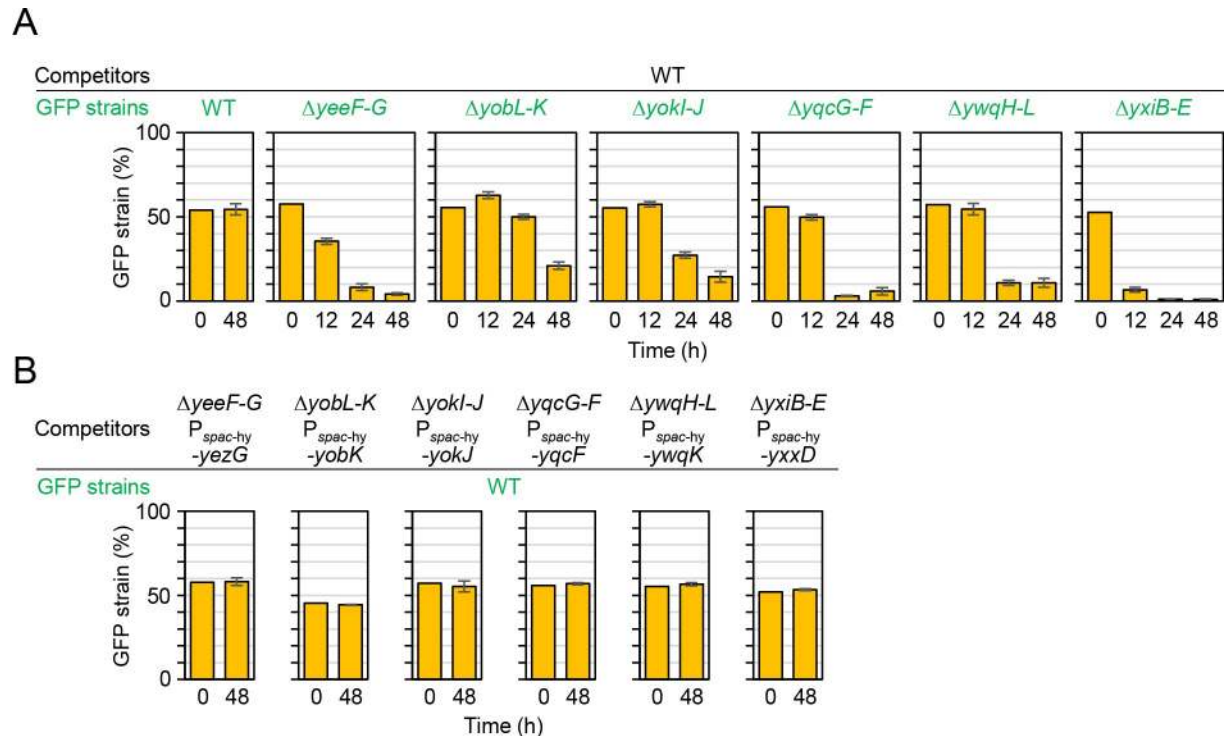 A
Competitors WT
GFP strains WT ΔyeeF-G ΔyobL-K ΔyokI-J ΔyqcG-F ΔywqH-L ΔyxiB-E
100
50
0
GFP strain (%)
0 48 0 12 24 48 0 12 24 48 0 12 24 48 0 12 24 48 0 12 24 48 0 12 24 48
Time (h)
B
Competitors
ΔyeeF-G ΔyobL-K ΔyokI-J ΔyqcG-F ΔywqH-L ΔyxiB-E
Pspac-hy Pspac-hy Pspac-hy Pspac-hy Pspac-hy Pspac-hy
-yezG -yobK -yokJ -yqcF -ywqK -yxxD
GFP strains WT
100
50
0
GFP strain (%)
0 48 0 48 0 48 0 48 0 48 0 48
Time (h)